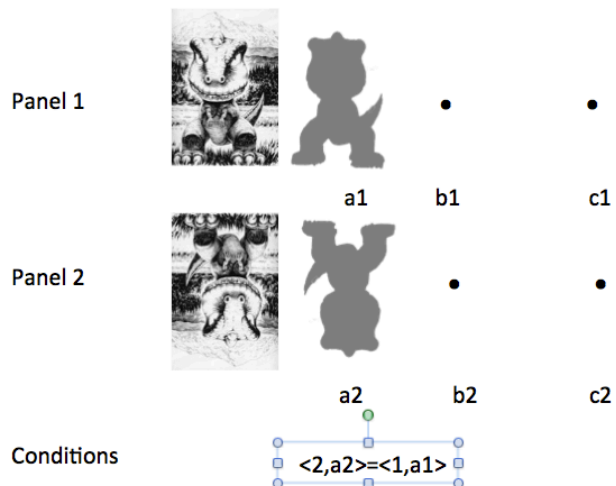 Panel 1
a1 b1 c1
Panel 2
a2 b2 c2
Conditions <2,a2>=<1,a1>